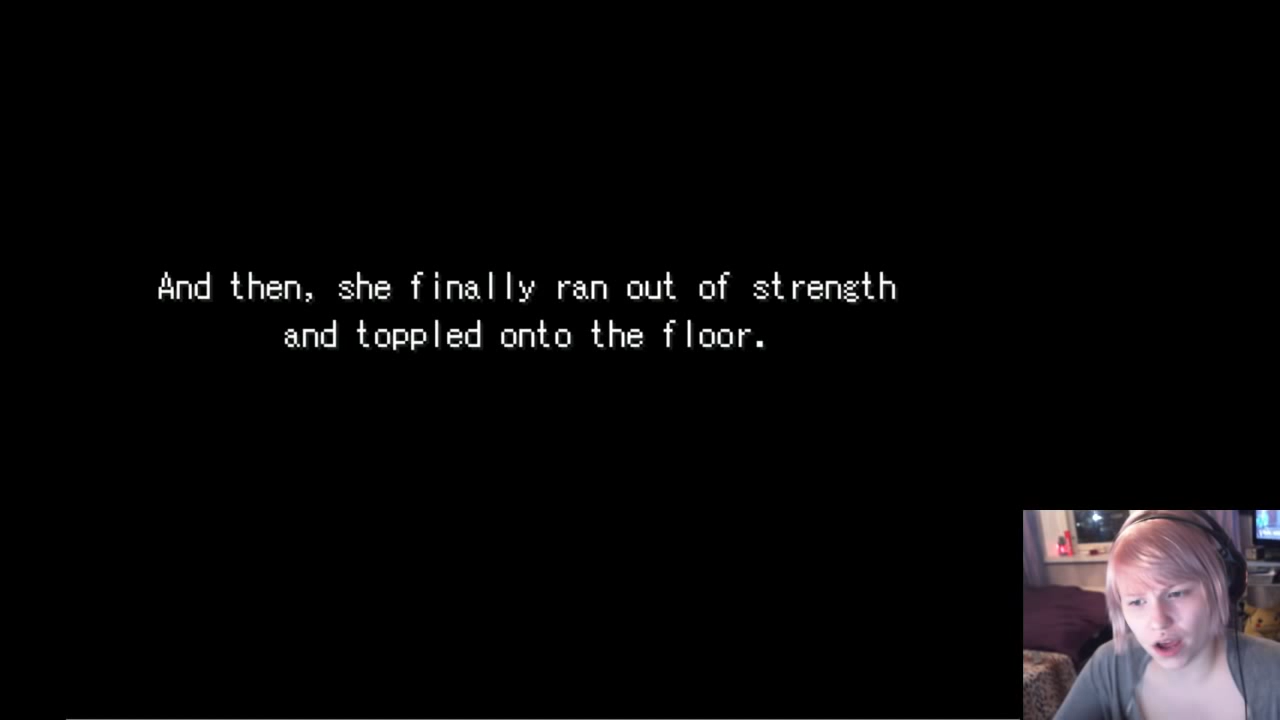 And then, she finally ran out of strength
and toppled onto the floor.